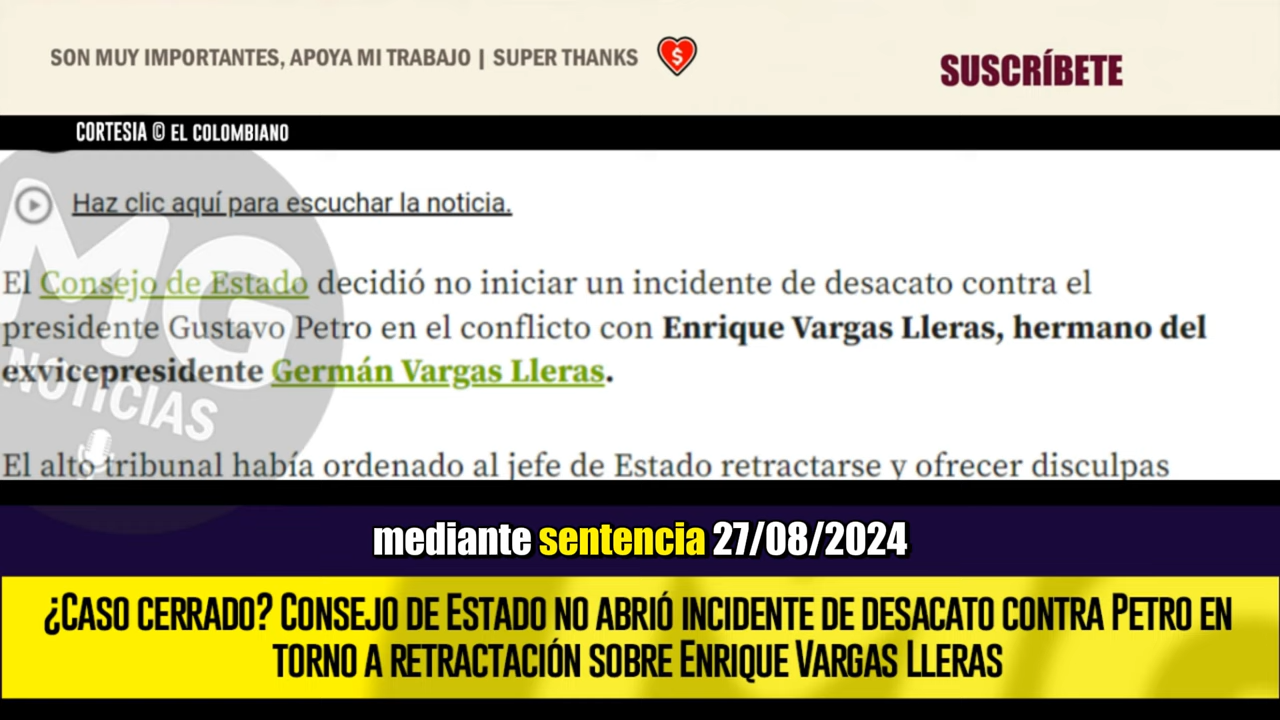 SON MUY IMPORTANTES, APOYA MI TRABAJO | SUPER THANKS
SUSCRÍBETE
CORTESIA © EL COLOMBIANO
Haz clic aquí para escuchar la noticia.
El Consejo de Estado decidió no iniciar un incidente de desacato contra el
presidente Gustavo Petro en el conflicto con Enrique Vargas Lleras, hermano del
exvicepresidente Germán Vargas Lleras.
El alto tribunal había ordenado al jefe de Estado retractarse y ofrecer disculpas
MG
NOTICIAS
mediante sentencia 27/08/2024
¿CASO CERRADO? CONSEJO DE ESTADO NO ABRIÓ INCIDENTE DE DESACATO CONTRA PETRO EN
TORNO A RETRACTACIÓN SOBRE ENRIQUE VARGAS LLERAS